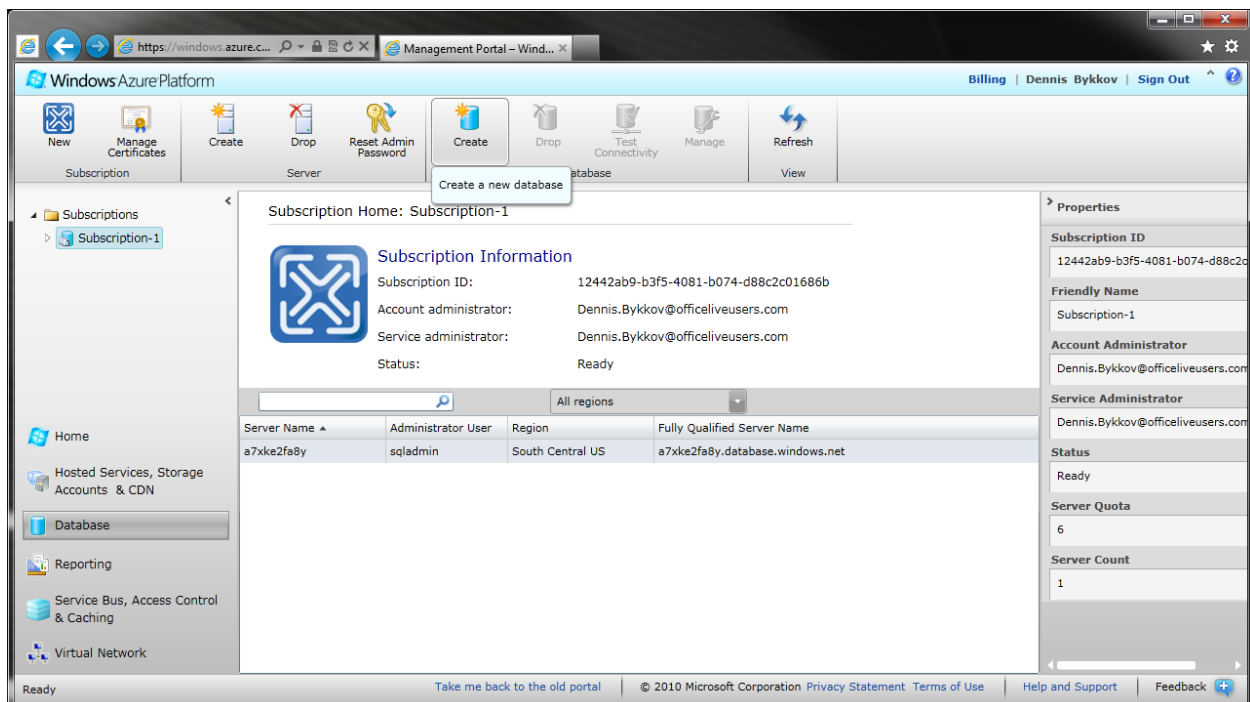 https://windows.azure.c...
Management Portal – Wind...
Windows Azure Platform
Billing | Dennis Bykkov | Sign Out
New
Manage Certificates
Create
Drop
Reset Admin Password
Create
Drop
Test Connectivity
Manage
Refresh
Subscription
Server
atabase
View
Create a new database
Subscriptions
Subscription-1
Home
Hosted Services, Storage
Accounts & CDN
Database
Reporting
Service Bus, Access Control
& Caching
Virtual Network
Subscription Home: Subscription-1
Subscription Information
Subscription ID: 12442ab9-b3f5-4081-b074-d88c2c01686b
Account administrator: Dennis.Bykkov@officeliveusers.com
Service administrator: Dennis.Bykkov@officeliveusers.com
Status: Ready
All regions
Server Name Administrator User Region Fully Qualified Server Name
a7xke2fa8y sqladmin South Central US a7xke2fa8y.database.windows.net
Properties
Subscription ID
12442ab9-b3f5-4081-b074-d88c2c
Friendly Name
Subscription-1
Account Administrator
Dennis.Bykkov@officeliveusers.com
Service Administrator
Dennis.Bykkov@officeliveusers.com
Status
Ready
Server Quota
6
Server Count
1
Ready
Take me back to the old portal
© 2010 Microsoft Corporation Privacy Statement Terms of Use
Help and Support
Feedback